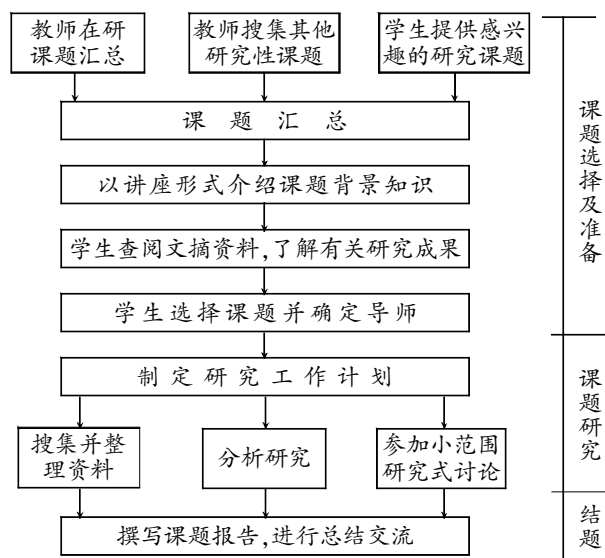 教师在研
课题汇总
教师搜集其他
研究性课题
学生提供感兴
趣的研究课题
课题汇总
以讲座形式介绍课题背景知识
学生查阅文摘资料,了解有关研究成果
学生选择课题并确定导师
制定研究工作计划
搜集并整
理资料
分析研究
参加小范围
研究式讨论
撰写课题报告,进行总结交流
课题选择及准备
课题研究
结题